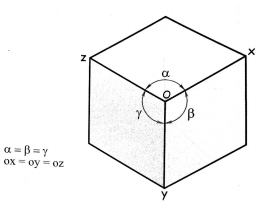 z
x
α
o
γ
β
α = β = γ
ox = oy = oz
y